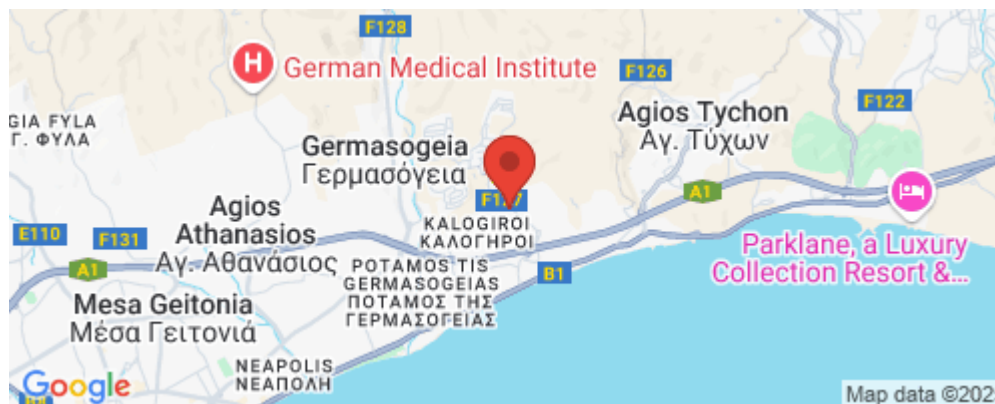 F128
German Medical Institute
F126
F122
GIA FYLA
Γ. ΦΥΛΑ
Agios Tychon
Αγ. Τύχων
Germasogeia
Γερμασόγεια
A1
Agios
Athanasios
Αγ. Αθανάσιος
KALOGIROI
ΚΑΛΟΓΗΡΟΙ
E110
F131
A1
B1
Parklane, a Luxury
Collection Resort &...
POTAMOS TIS
GERMASOGEIAS
ΠΟΤΑΜΟΣ ΤΗΣ
ΓΕΡΜΑΣΟΓΕΙΑΣ
Mesa Geitonia
Μέσα Γειτονιά
NEAPOLIS
ΝΕΑΠΟΛΗ
Google
Map data ©202